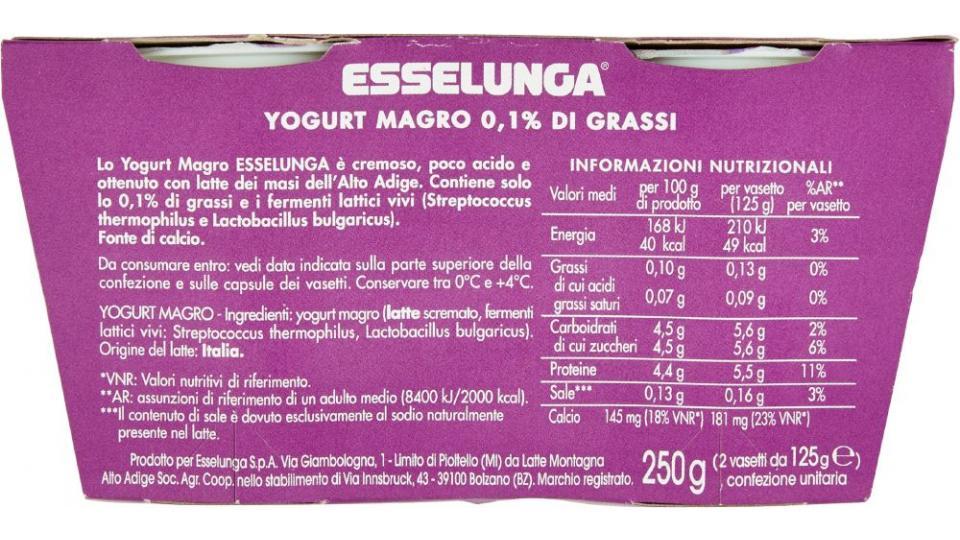 ESSELUNGA®
YOGURT MAGRO 0,1% DI GRASSI
Lo Yogurt Magro ESSELUNGA è cremoso, poco acido e
ottenuto con latte dei masi dell'Alto Adige. Contiene solo
lo 0,1% di grassi e i fermenti lattici vivi (Streptococcus
thermophilus e Lactobacillus bulgaricus).
Fonte di calcio.
Da consumare entro: vedi data indicata sulla parte superiore della
confezione e sulle capsule dei vasetti. Conservare tra 0°C e +4°C.
YOGURT MAGRO - Ingredienti: yogurt magro (latte scremato, fermenti
lattici vivi: Streptococcus thermophilus, Lactobacillus bulgaricus).
Origine del latte: Italia.
*VNR: Valori nutritivi di riferimento.
**AR: assunzioni di riferimento di un adulto medio (8400 kJ/2000 kcal).
***Il contenuto di sale è dovuto esclusivamente al sodio naturalmente
presente nel latte.
INFORMAZIONI NUTRIZIONALI
Valori medi per 100 g di prodotto per vasetto (125 g) %AR** per vasetto
Energia 168 kJ 210 kJ 3%
40 kcal 49 kcal
Grassi 0,10 g 0,13 g 0%
di cui acidi
grassi saturi 0,07 g 0,09 g 0%
Carboidrati 4,5 g 5,6 g 2%
di cui zuccheri 4,5 g 5,6 g 6%
Proteine 4,4 g 5,5 g 11%
Sale*** 0,13 g 0,16 g 3%
Calcio 145 mg (18% VNR*) 181 mg (23% VNR*)
Prodotto per Esselunga S.p.A. Via Giambologna, 1 - Limito di Pioltello (MI) da Latte Montagna
Alto Adige Soc. Agr. Coop. nello stabilimento di Via Innsbruck, 43 - 39100 Bolzano (BZ). Marchio registrato.
250g (2 vasetti da 125g ℮)
confezione unitaria